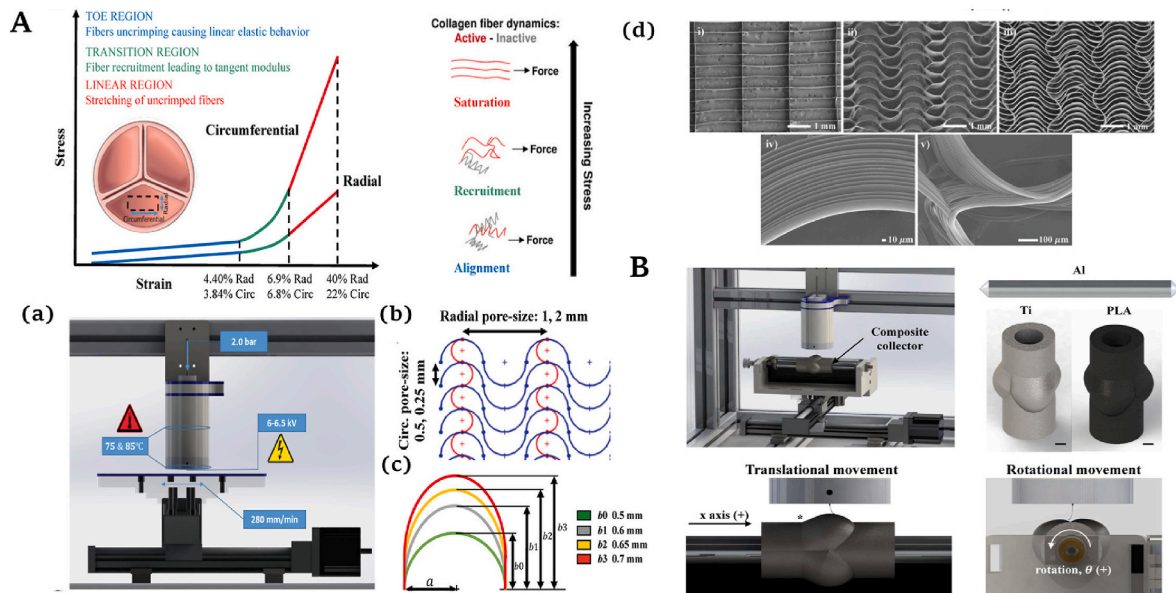 A
TOE REGION
Fibers uncrimping causing linear elastic behavior
TRANSITION REGION
Fiber recruitment leading to tangent modulus
LINEAR REGION
Stretching of uncrimped fibers
Stress
Circumferential
Radial
Radial
Circumferential
Strain
4.40% Rad
3.84% Circ
6.9% Rad
6.8% Circ
40% Rad
22% Circ
Collagen fiber dynamics:
Active - Inactive
Force
Saturation
Force
Recruitment
Force
Alignment
Increasing Stress
(d)
i)
1 mm
ii)
1 mm
iii)
iv)
10 µm
v)
100 µm
(a)
2.0 bar
6-6.5 kV
75 & 85°C
280 mm/min
(b)
Radial pore-size: 1, 2 mm
Circ. pore-size:
0.5, 0.25 mm
(c)
a
b0
b1
b2
b3
b0 0.5 mm
b1 0.6 mm
b2 0.65 mm
b3 0.7 mm
B
Composite
collector
Al
Ti
PLA
Translational movement
x axis (+)
*
Rotational movement
rotation, θ (+)